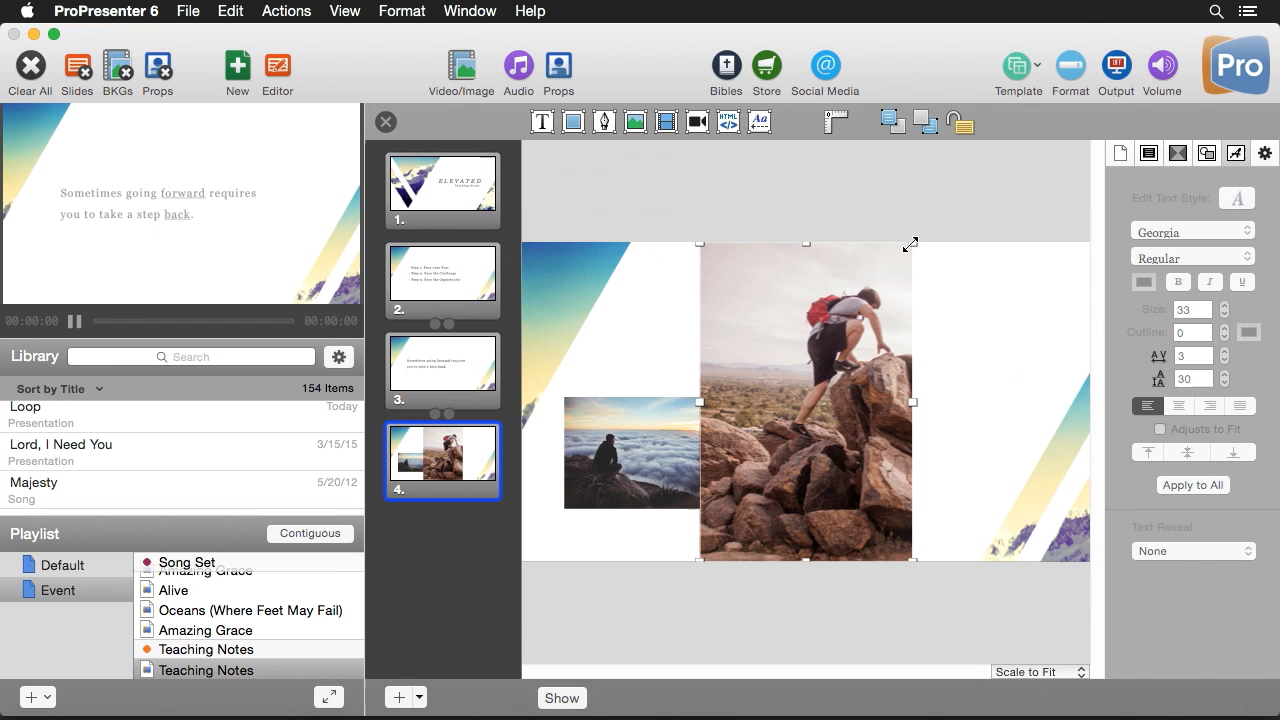 ProPresenter 6 File Edit Actions View Format Window Help
Clear All Slides BKGs Props New Editor Video/Image Audio Props Bibles Store Social Media Template Format Output Volume
Pro
Sometimes going forward requires
you to take a step back.
00:00:00 00:00:00
Library Search
Sort by Title 154 Items
Loop Today
Presentation
Lord, I Need You 3/15/15
Presentation
Majesty 5/20/12
Song
Playlist Contiguous
Default
Event
Song Set
Amazing Grace
Alive
Oceans (Where Feet May Fall)
Amazing Grace
Teaching Notes
Teaching Notes
T HTML Aa
ELEVATED
Teaching Notes
1.
2.
Sometimes going forward requires
you to take a step back.
3.
4.
Scale to Fit
Show
Edit Text Style: A
Georgia
Regular
B I U
Size: 33
Outline: 0
AV 3
30
Adjusts to Fit
Apply to All
Text Reveal
None